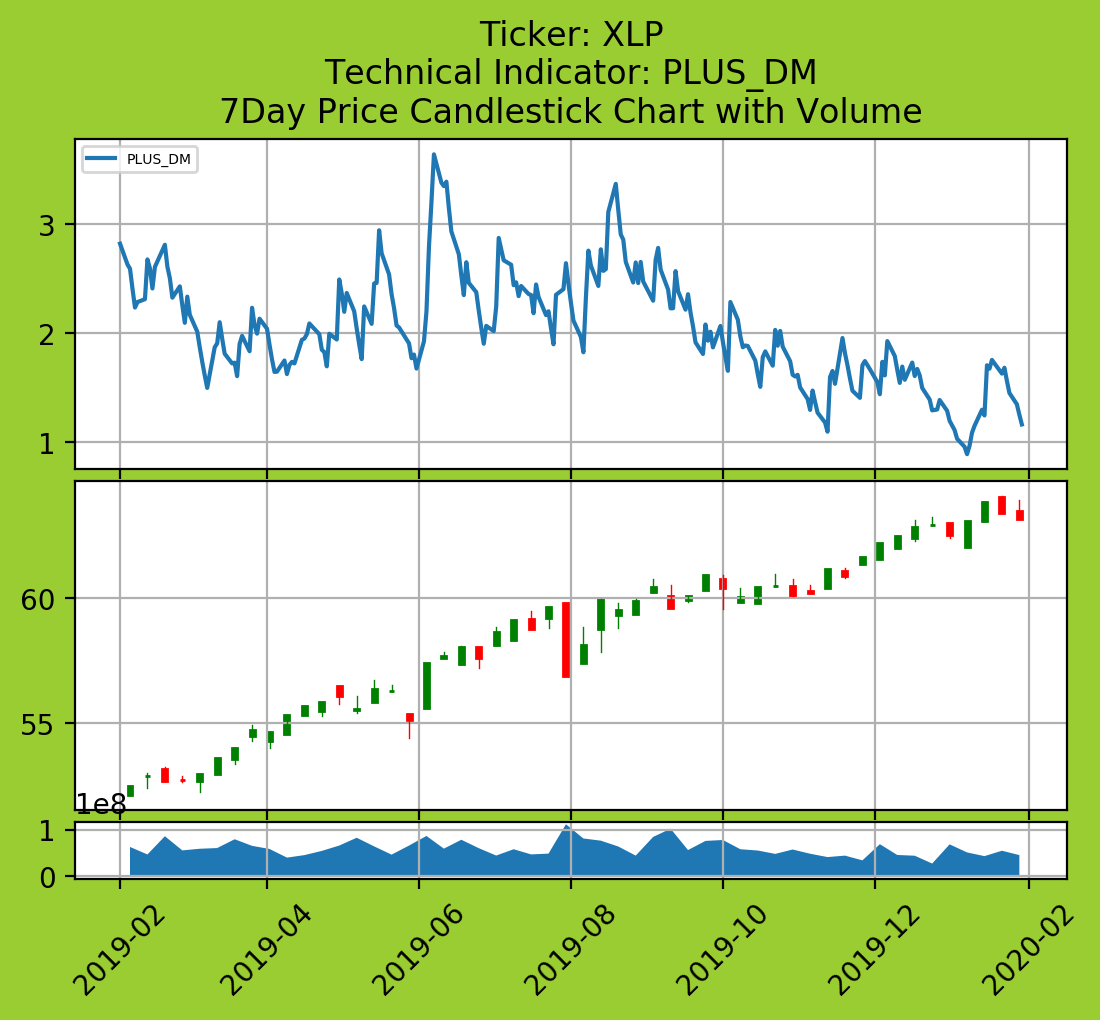 Ticker: XLP
Technical Indicator: PLUS_DM
7Day Price Candlestick Chart with Volume
PLUS_DM
3
2
1
60
55
1e8
1
0
2019-02
2019-04
2019-06
2019-08
2019-10
2019-12
2020-02